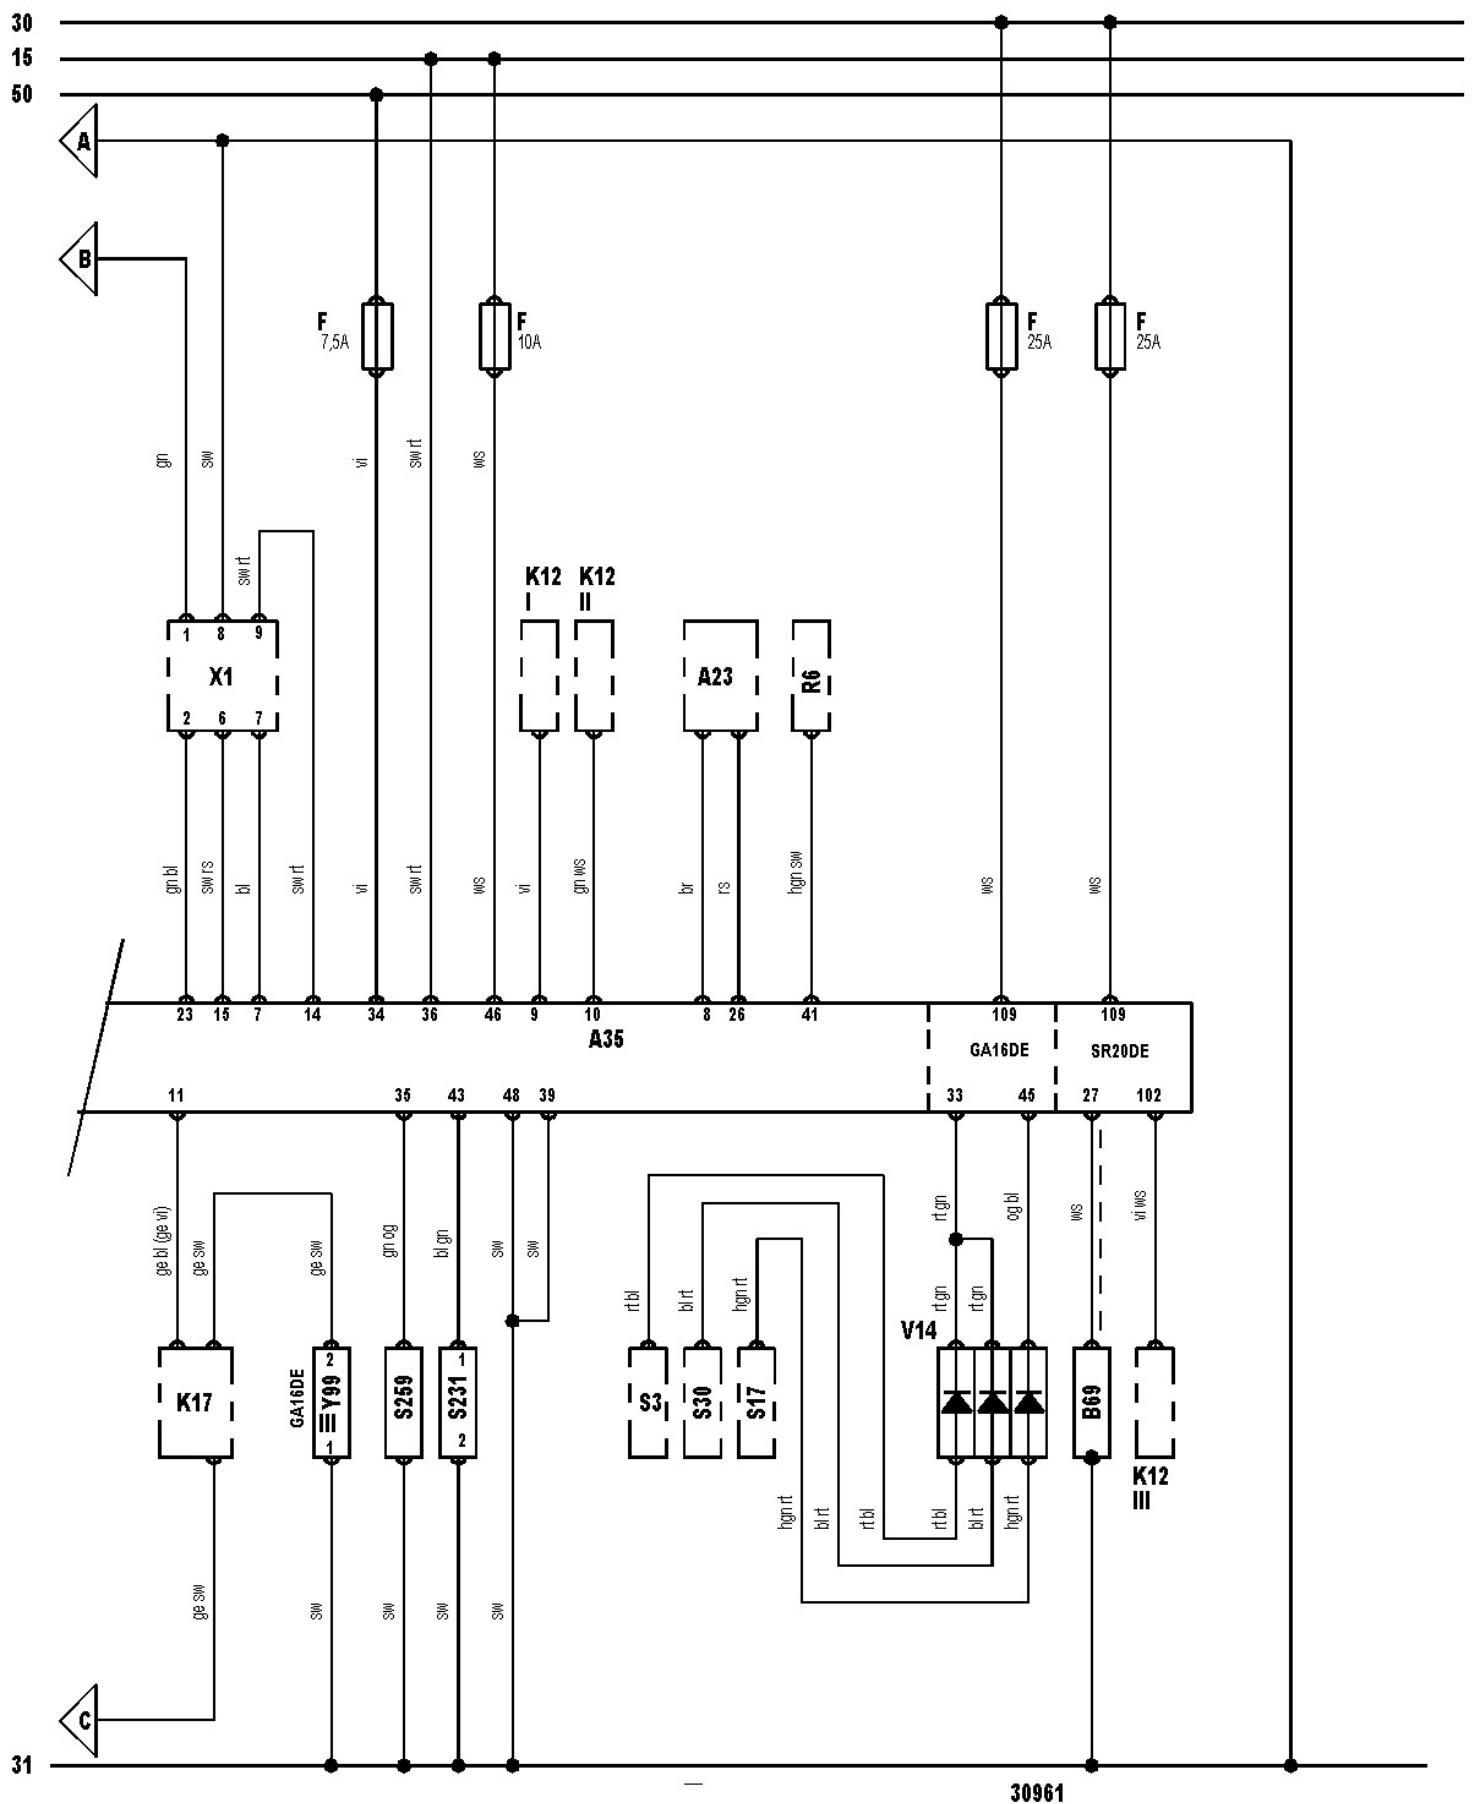 30
15
50
A
B
F F F F
7,5A 10A 25A 25A
gn sw vi sw rt ws
sw rt
K12 K12
I II
1 8 9
X1 A23 R6
2 6 7
gn bl sw rs bl sw rt vi sw rt ws vi gn ws br rs hgn sw ws ws
23 15 7 14 34 36 46 9 10 8 26 41 109 109
A35 GA16DE SR20DE
11 35 43 48 39 33 45 27 102
ge bl (ge vi) ge sw ge sw gn og bl gn sw sw rt gn og bl ws vi ws
rt bl bl rt hgn rt rt gn rt gn
V14
2 1
K17 GA16DE III Y99 S259 S231 S3 S30 S17 B69
1 2
K12
III
hgn rt bl rt rt bl rt bl bl rt hgn rt
ge sw sw sw sw sw
C
31
30961